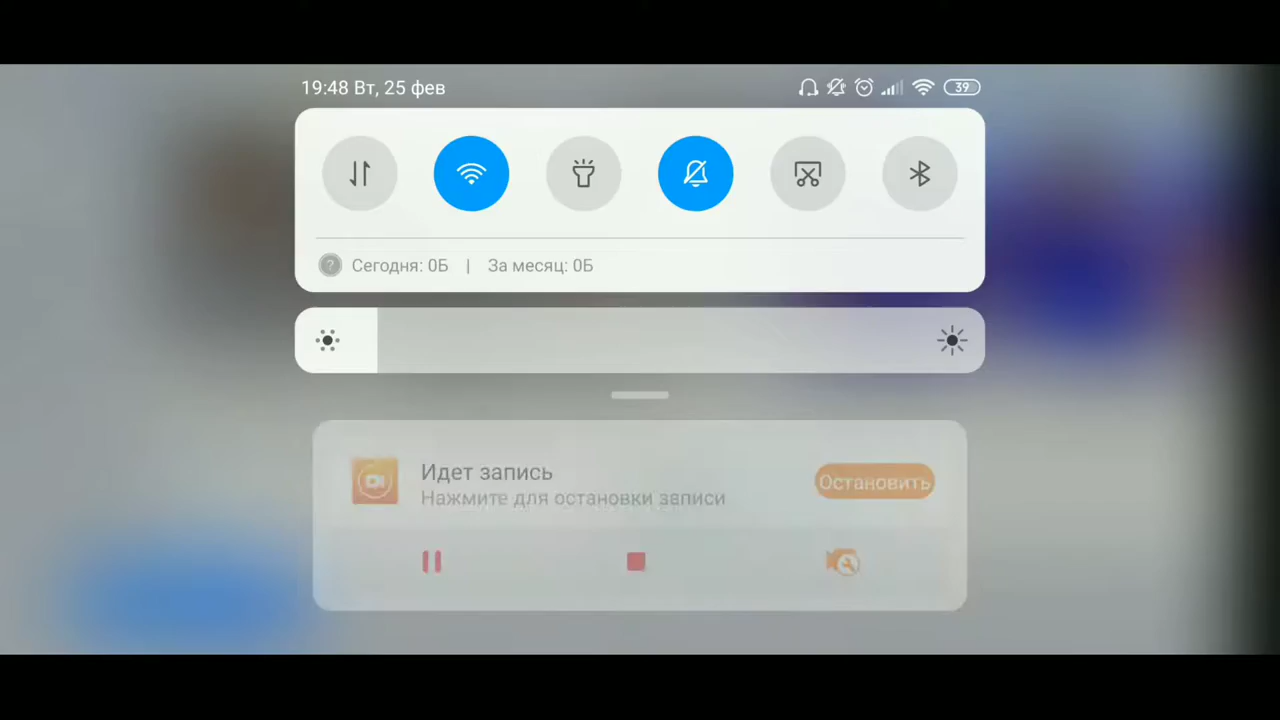 19:48 Вт, 25 фев
39
Сегодня: 0Б | За месяц: 0Б
Идет запись
Нажмите для остановки записи
Остановить